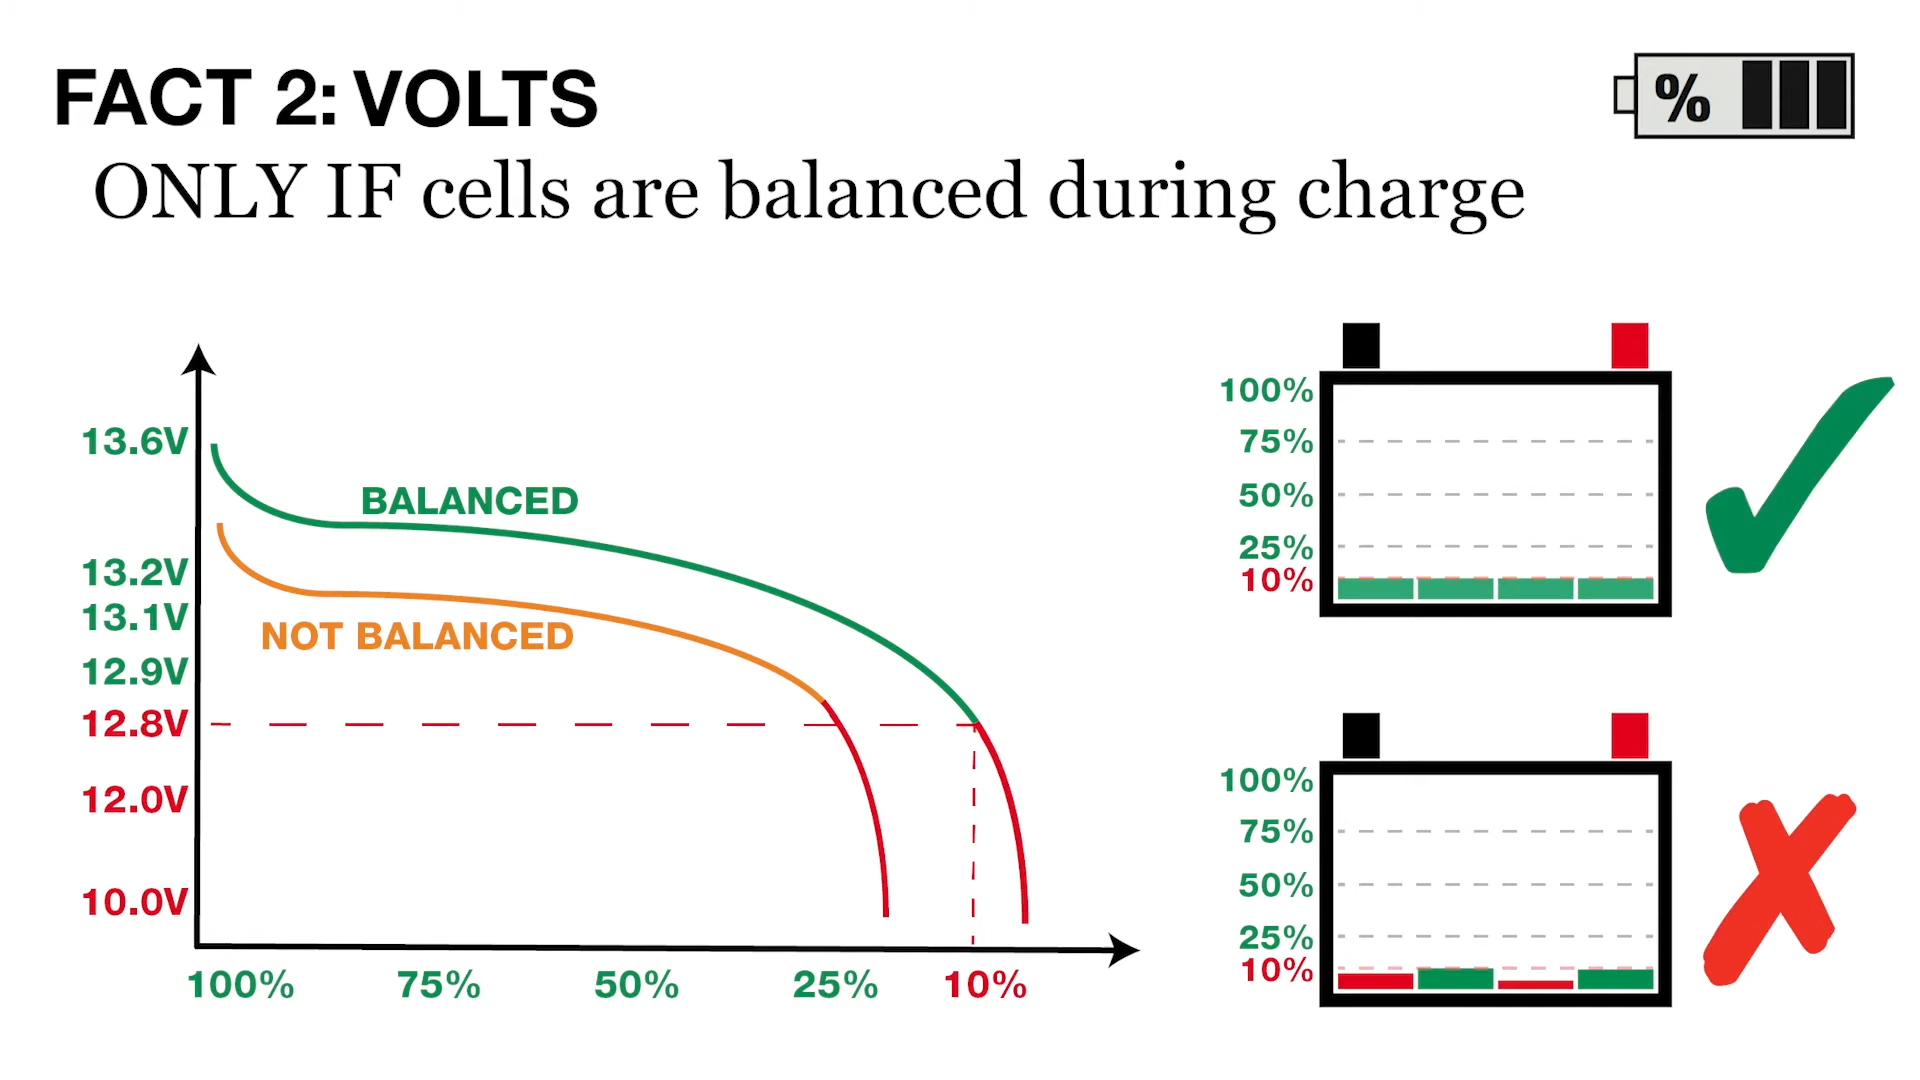 FACT 2: VOLTS
ONLY IF cells are balanced during charge
%
13.6V
13.2V
13.1V
12.9V
12.8V
12.0V
10.0V
BALANCED
NOT BALANCED
100% 75% 50% 25% 10%
100%
75%
50%
25%
10%
100%
75%
50%
25%
10%